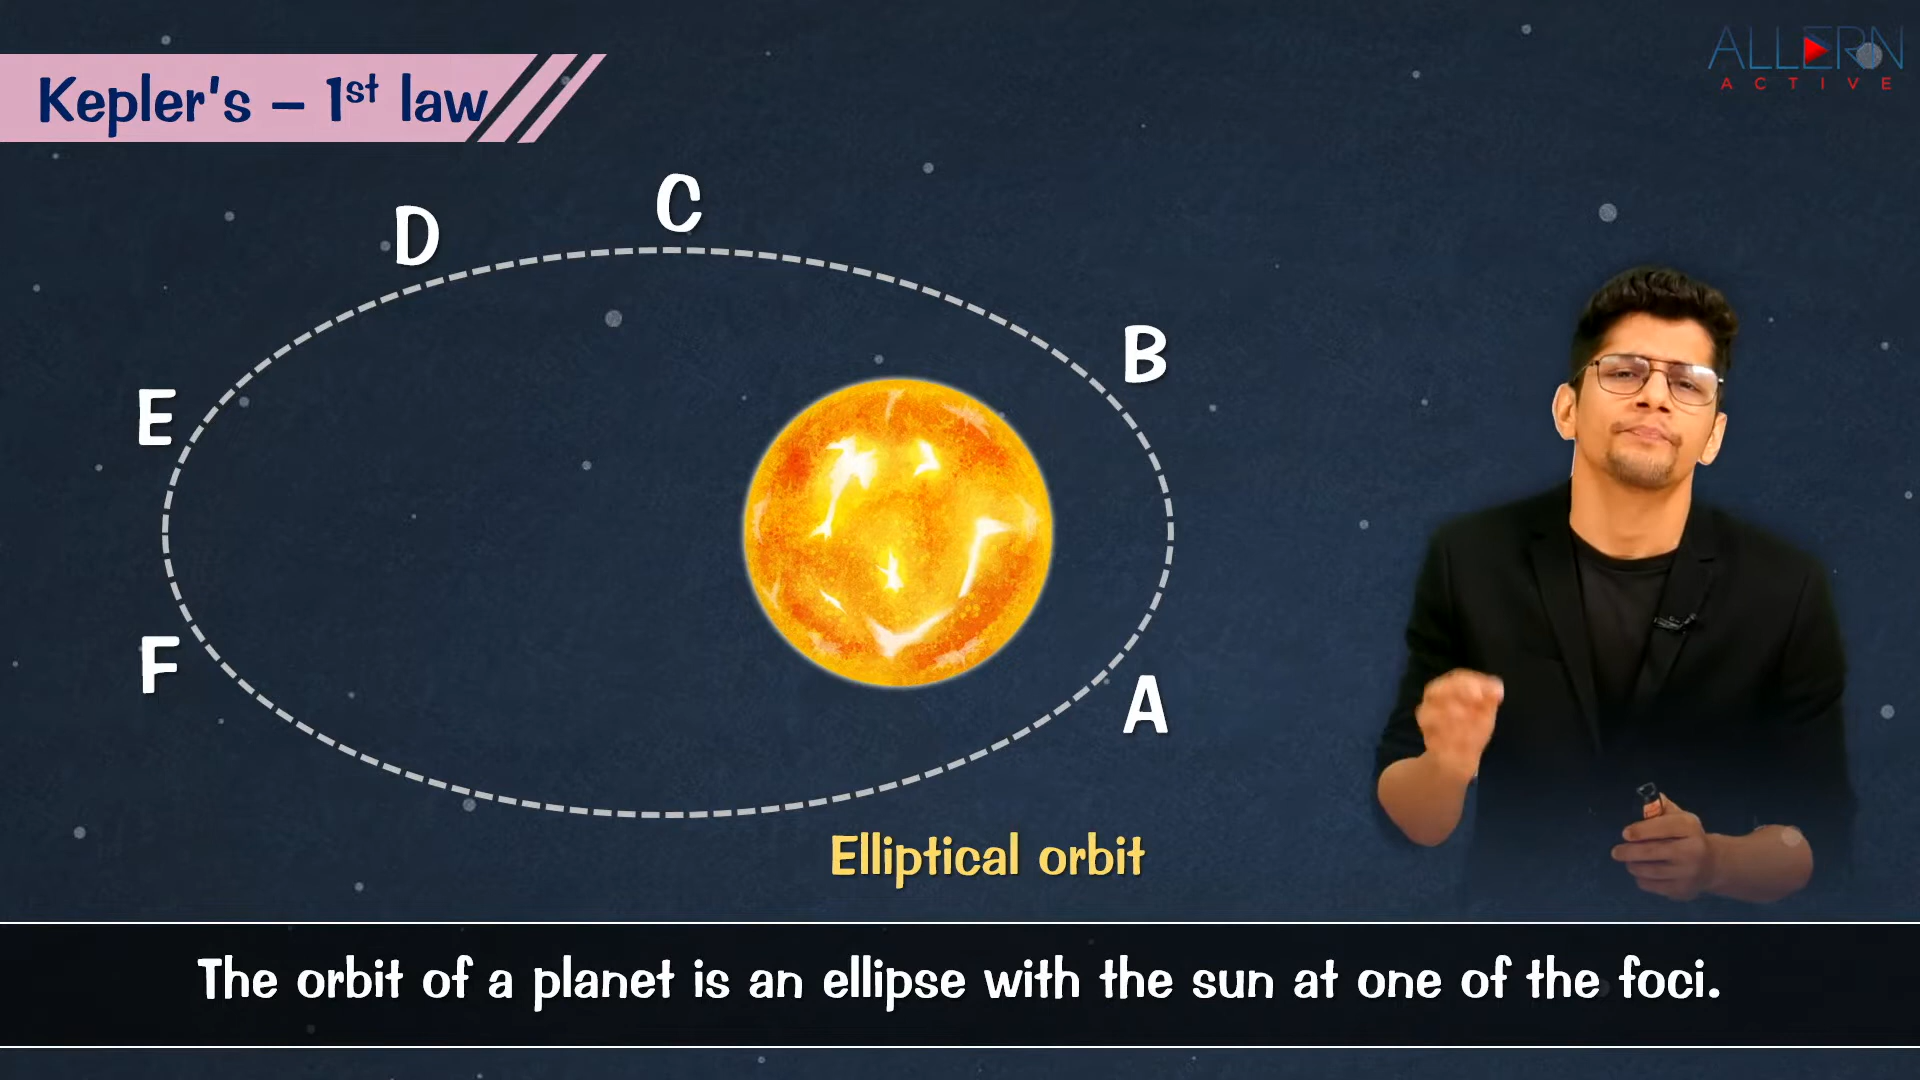 ALLERN
ACTIVE
Kepler's – 1st law
C
D
B
E
F
A
Elliptical orbit
The orbit of a planet is an ellipse with the sun at one of the foci.